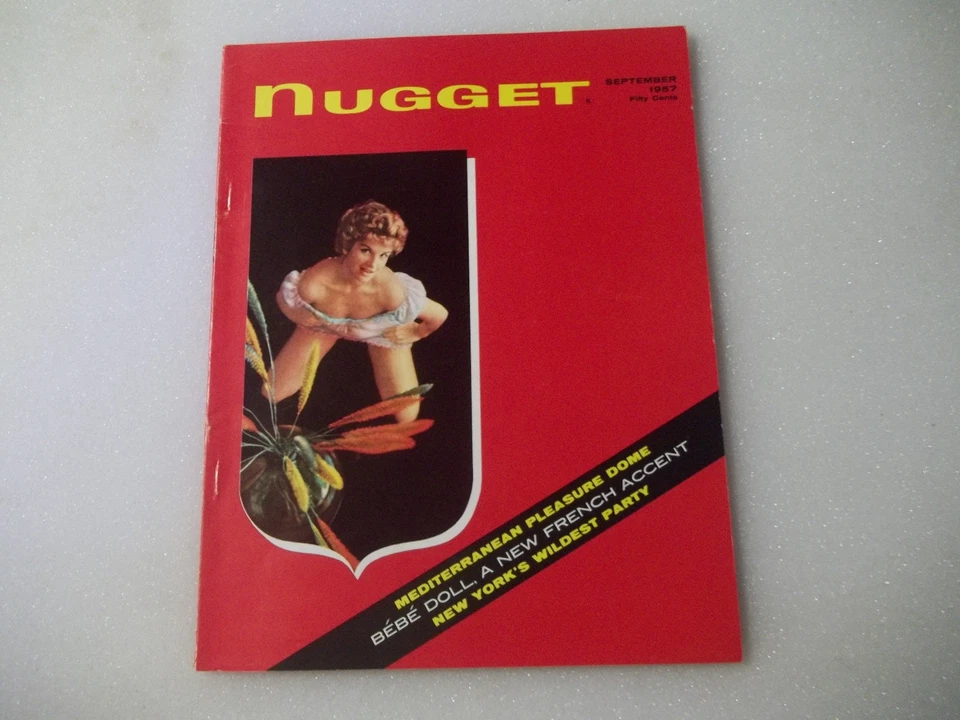 nUGGET
SEPTEMBER
1957
Fifty Cents
MEDITERRANEAN PLEASURE DOME
BÉBÉ DOLL, A NEW FRENCH ACCENT
NEW YORK'S WILDEST PARTY